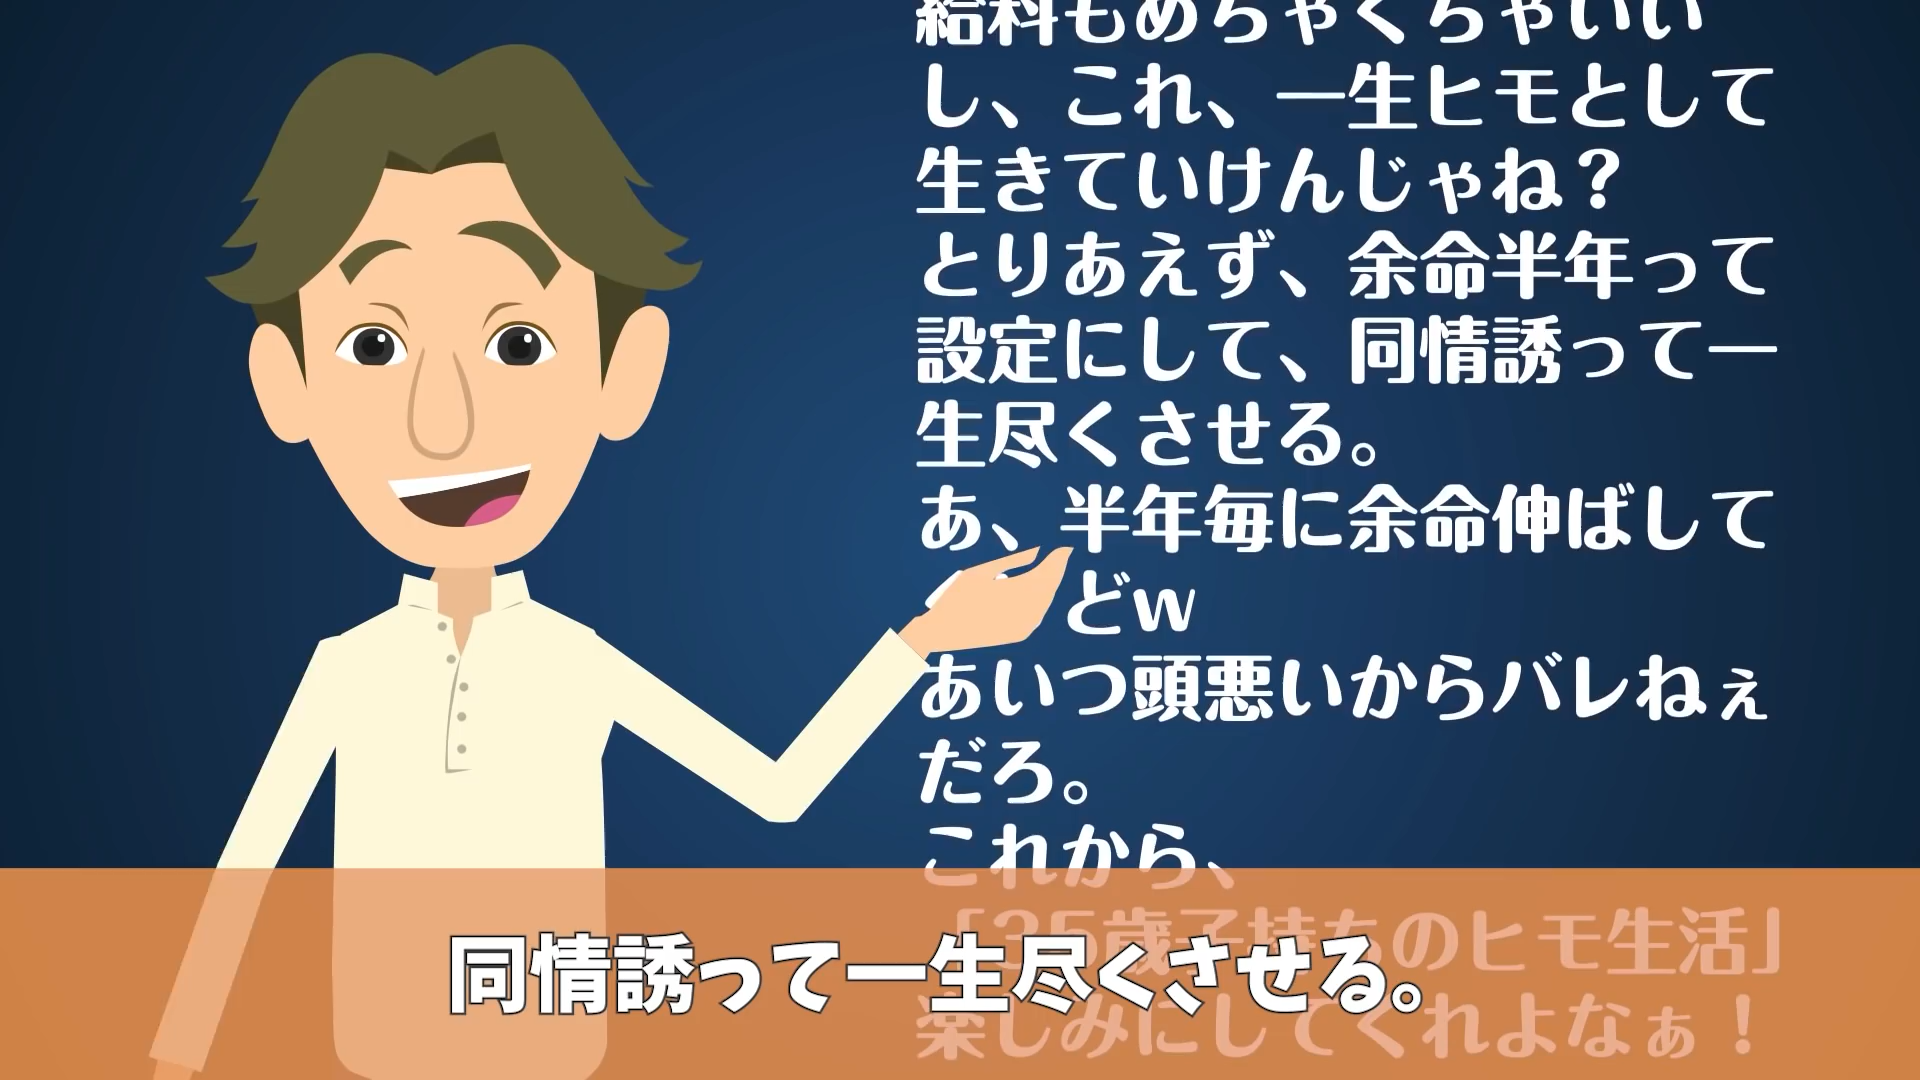 給料もめちゃくちゃいい
し、これ、一生ヒモとして
生きていけんじゃね？
とりあえず、余命半年って
設定にして、同情誘って一
生尽くさせる。
あ、半年毎に余命伸ばして
どw
あいつ頭悪いからバレねぇ
だろ。
これから、
「35歳子持ちのヒモ生活」
楽しみにしてくれよなぁ！
同情誘って一生尽くさせる。